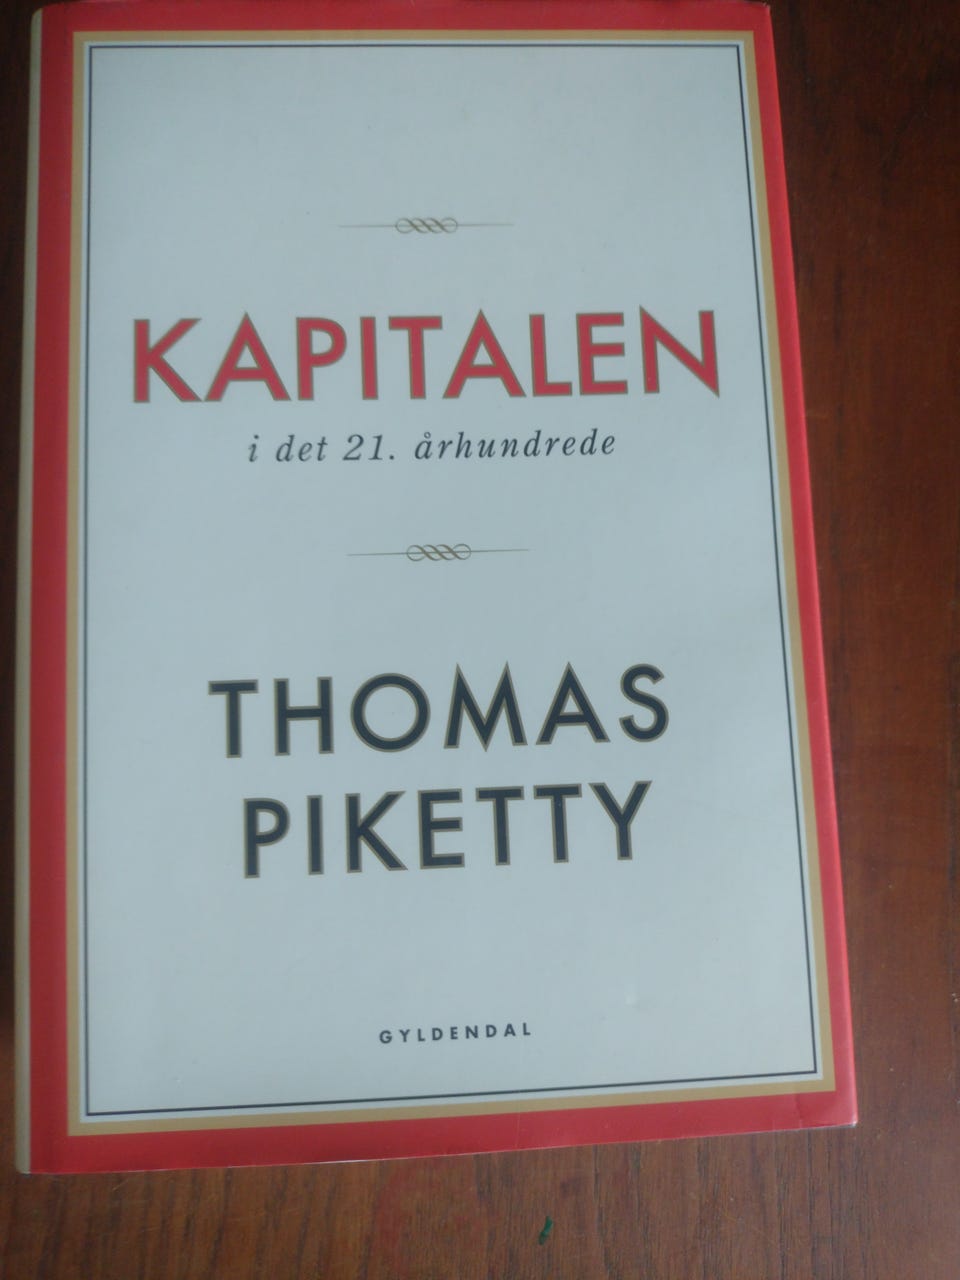 KAPITALEN
i det 21. århundrede
THOMAS
PIKETTY
GYLDENDAL